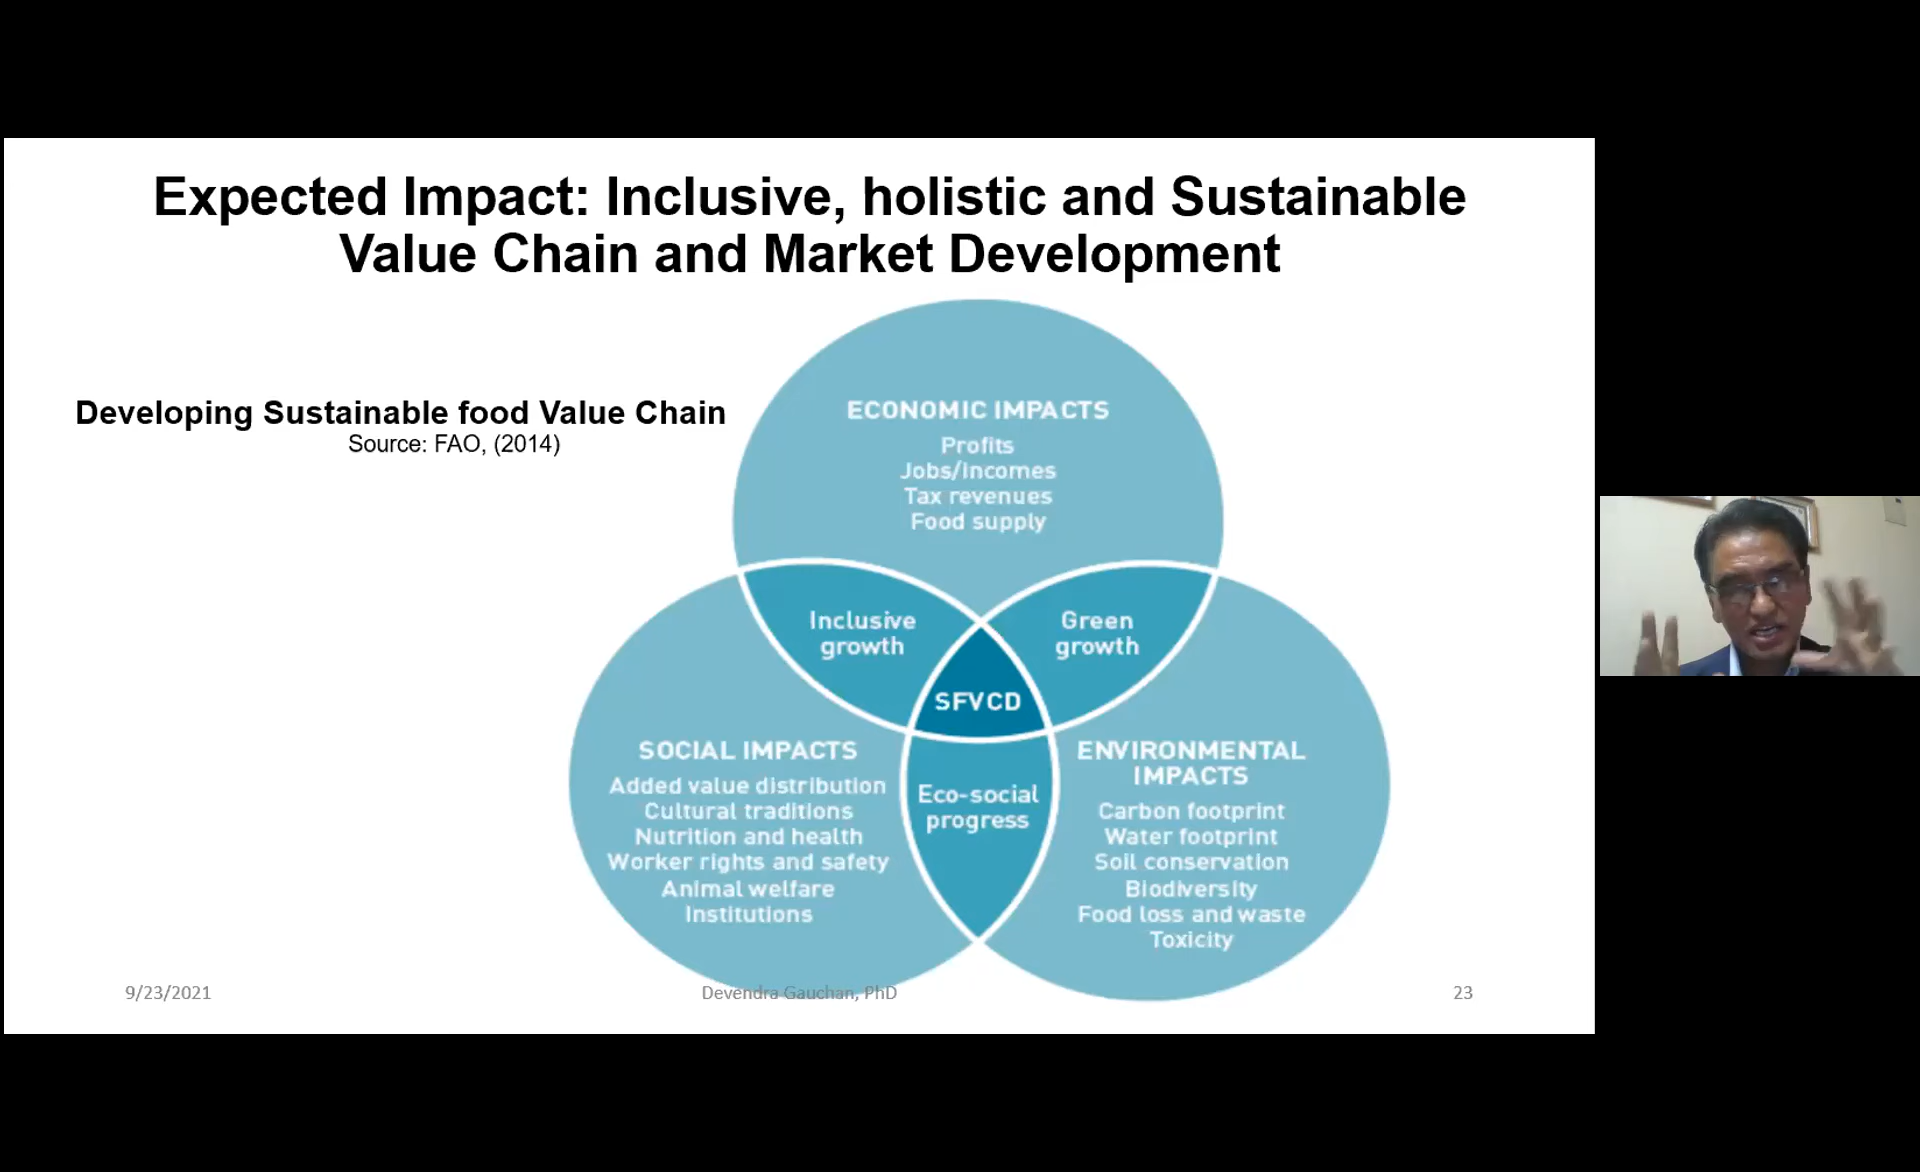 Expected Impact: Inclusive, holistic and Sustainable
Value Chain and Market Development
Developing Sustainable food Value Chain
Source: FAO, (2014)
ECONOMIC IMPACTS
Profits
Jobs/incomes
Tax revenues
Food supply
Inclusive
growth
Green
growth
SFVCD
SOCIAL IMPACTS
Added value distribution
Cultural traditions
Nutrition and health
Worker rights and safety
Animal welfare
Institutions
Eco-social
progress
ENVIRONMENTAL
IMPACTS
Carbon footprint
Water footprint
Soil conservation
Biodiversity
Food loss and waste
Toxicity
9/23/2021
Devendra Gauchan, PhD
23